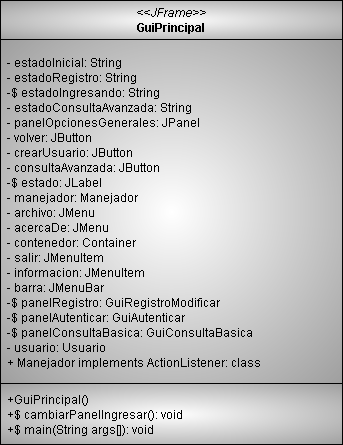 <<JFrame>>
GuiPrincipal
- estadoInicial: String
- estadoRegistro: String
-$ estadoIngresando: String
- estadoConsultaAvanzada: String
- panelOpcionesGenerales: JPanel
- volver: JButton
- crearUsuario: JButton
- consultaAvanzada: JButton
-$ estado: JLabel
- manejador: Manejador
- archivo: JMenu
- acercaDe: JMenu
- contenedor: Container
- salir: JMenuItem
- informacion: JMenuItem
- barra: JMenuBar
-$ panelRegistro: GuiRegistroModificar
-$ panelAutenticar: GuiAutenticar
-$ panelConsultaBasica: GuiConsultaBasica
- usuario: Usuario
+ Manejador implements ActionListener: class
+GuiPrincipal()
+$ cambiarPanelIngresar(): void
+$ main(String args[]): void